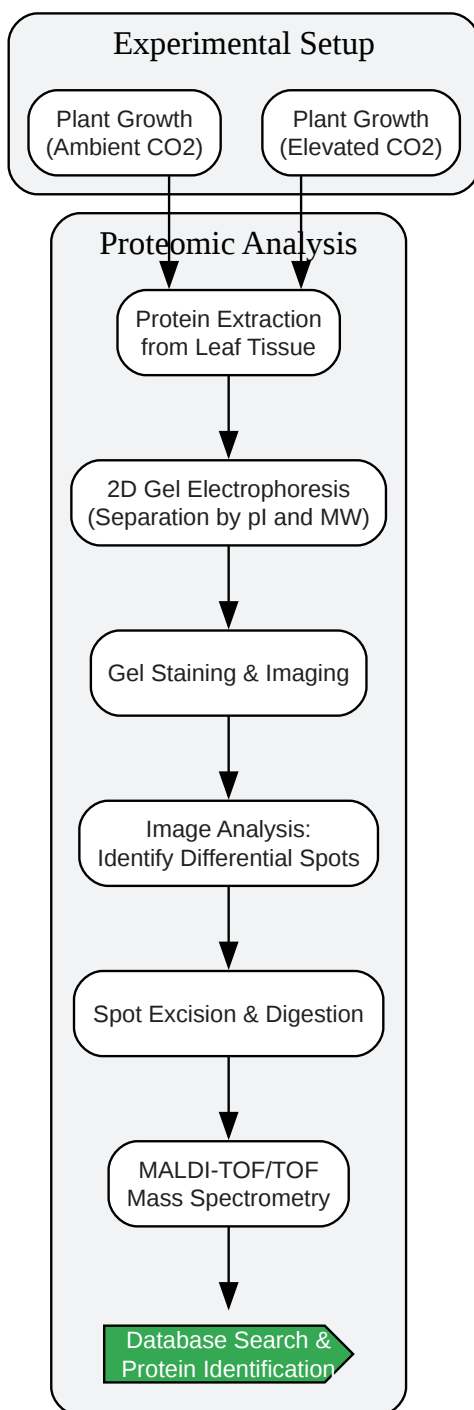 Experimental Setup
Plant Growth
(Ambient CO2)
Plant Growth
(Elevated CO2)
Proteomic Analysis
Protein Extraction
from Leaf Tissue
2D Gel Electrophoresis
(Separation by pI and MW)
Gel Staining & Imaging
Image Analysis:
Identify Differential Spots
Spot Excision & Digestion
MALDI-TOF/TOF
Mass Spectrometry
Database Search &
Protein Identification